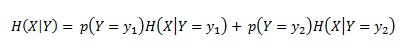 H(X|Y) = p(Y = y₁)H(X|Y = y₁) + p(Y = y₂)H(X|Y = y₂)